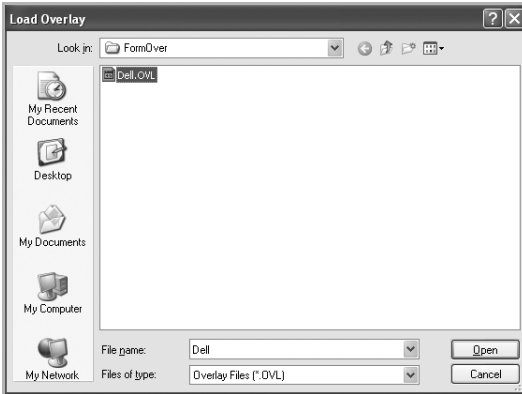 Load Overlay
Look in: FormOver
Dell.OVL
My Recent
Documents
Desktop
My Documents
My Computer
My Network
File name: Dell
Open
Files of type: Overlay Files (*.OVL)
Cancel